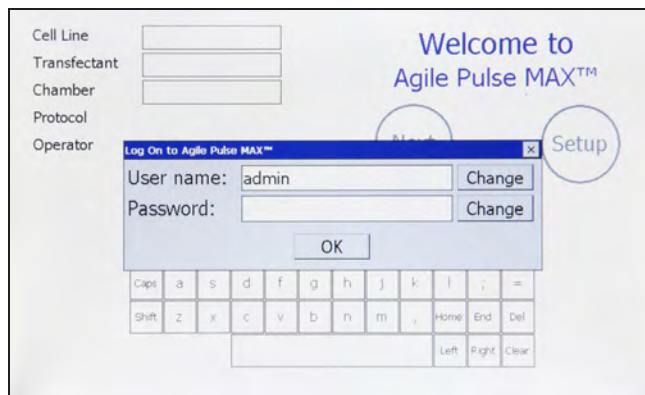 Cell Line
Transfectant
Chamber
Protocol
Operator
Welcome to
Agile Pulse MAX™
Next
Setup
Log On to Agile Pulse MAX™
User name: admin Change
Password: Change
OK
Caps a s d f g h j k l ; =
Shift z x c v b n m , Home End Del
Left Right Clear